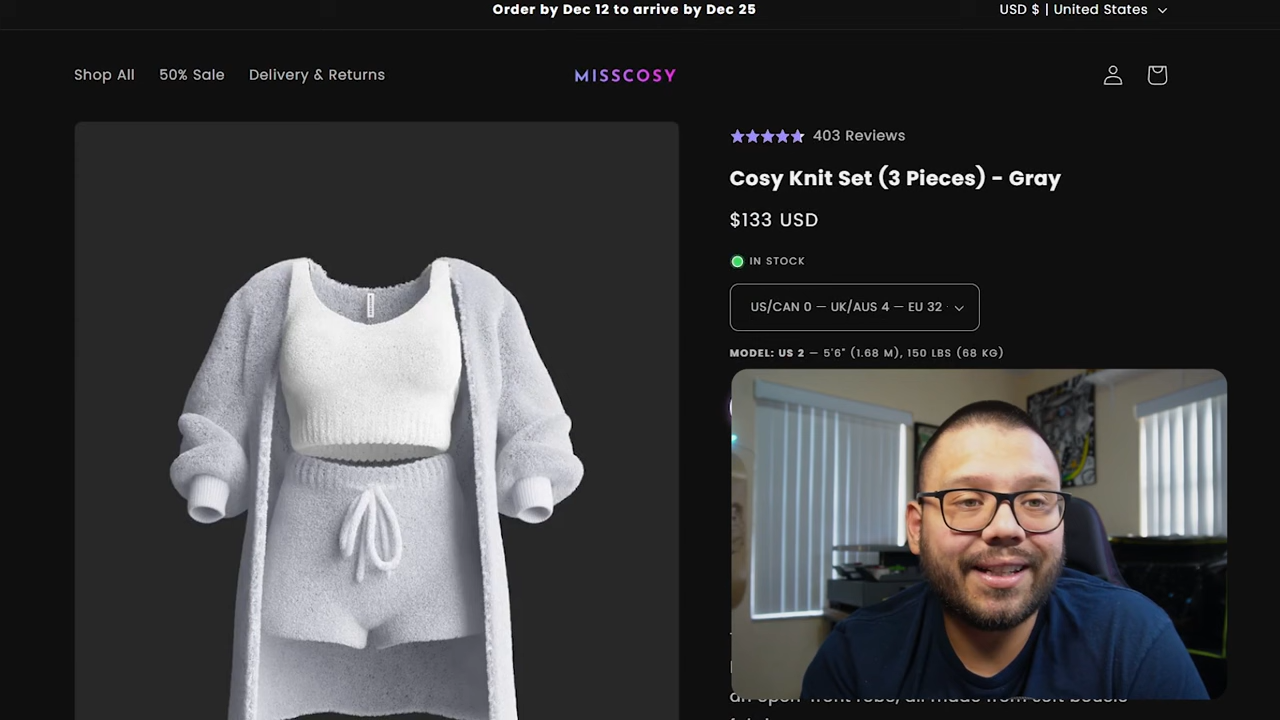 Order by Dec 12 to arrive by Dec 25
USD $ | United States
Shop All
50% Sale
Delivery & Returns
MISSCOSY
403 Reviews
Cosy Knit Set (3 Pieces) - Gray
$133 USD
IN STOCK
US/CAN 0 — UK/AUS 4 — EU 32
MODEL: US 2 — 5'6" (1.68 M), 150 LBS (68 KG)